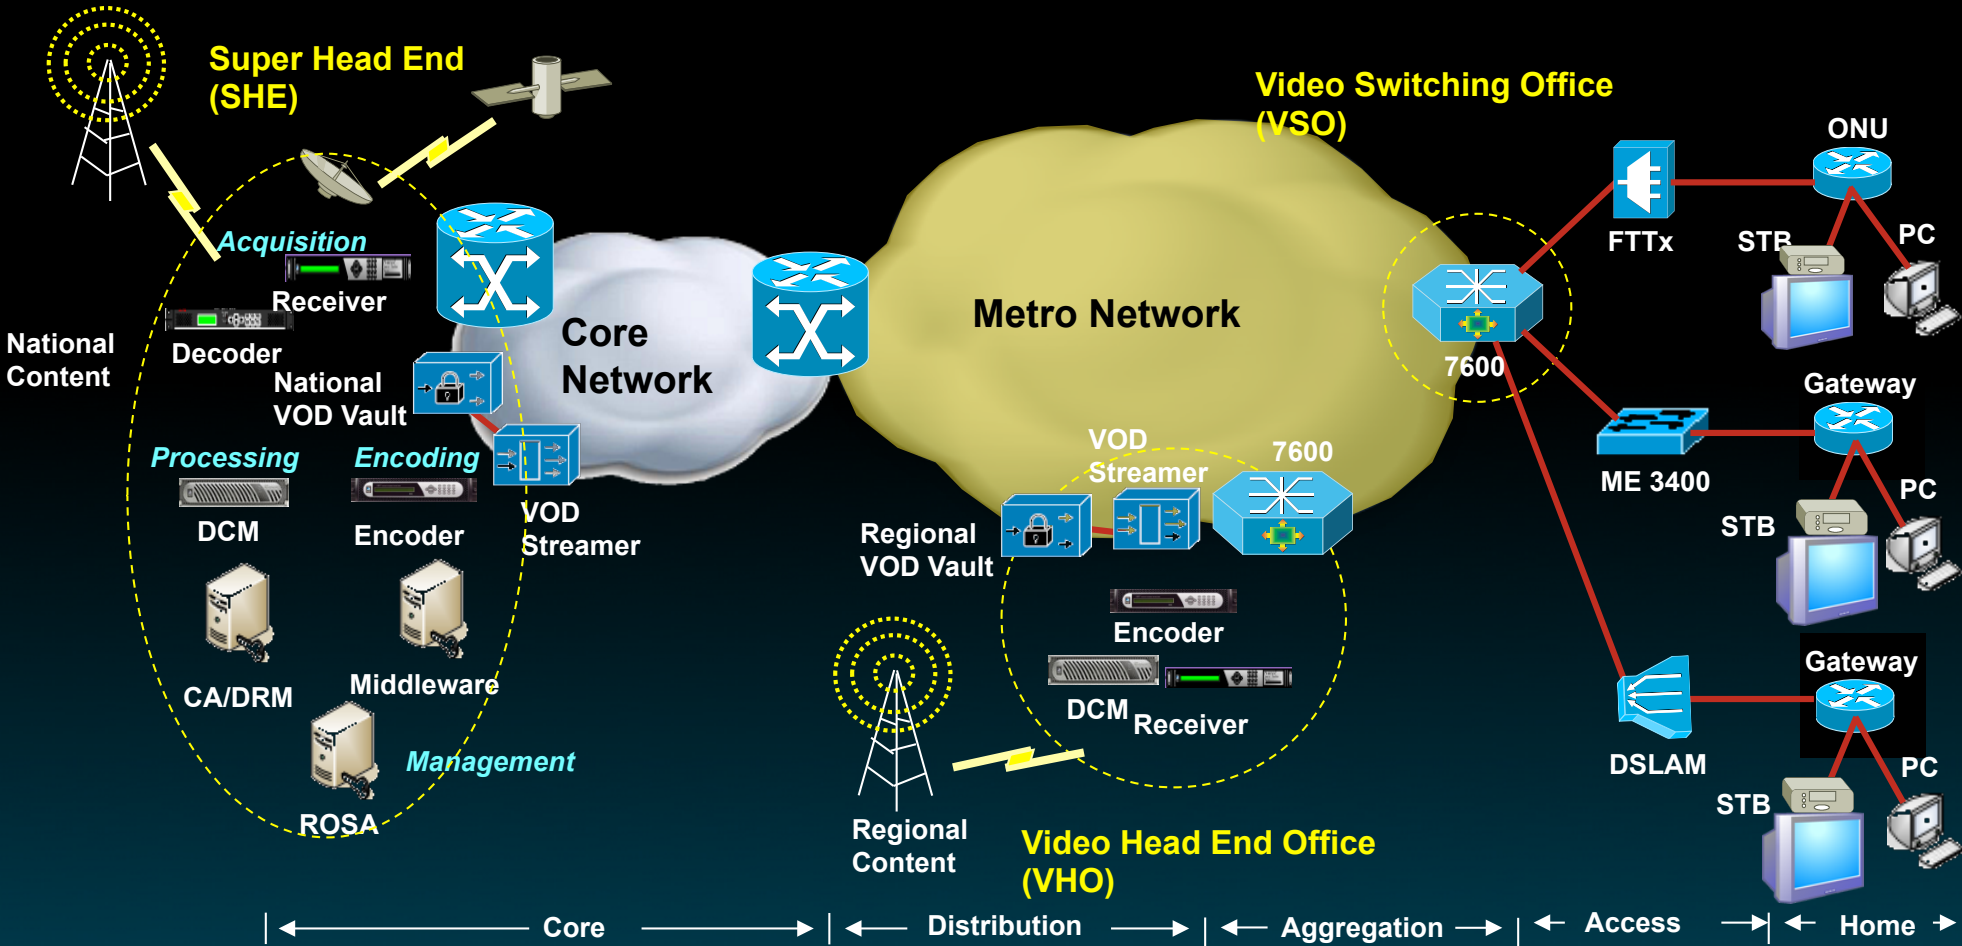 Super Head End
(SHE)
Acquisition
Receiver
National
Content
Decoder
National
VOD Vault
Processing
Encoding
DCM
Encoder
VOD
Streamer
CA/DRM
Middleware
Management
ROSA
Core
Network
Metro Network
Video Switching Office
(VSO)
7600
VOD
Streamer
7600
Regional
VOD Vault
Encoder
DCM
Receiver
Regional
Content
Video Head End Office
(VHO)
ONU
FTTx
STB
PC
Gateway
ME 3400
STB
PC
Gateway
DSLAM
STB
PC
Core
Distribution
Aggregation
Access
Home